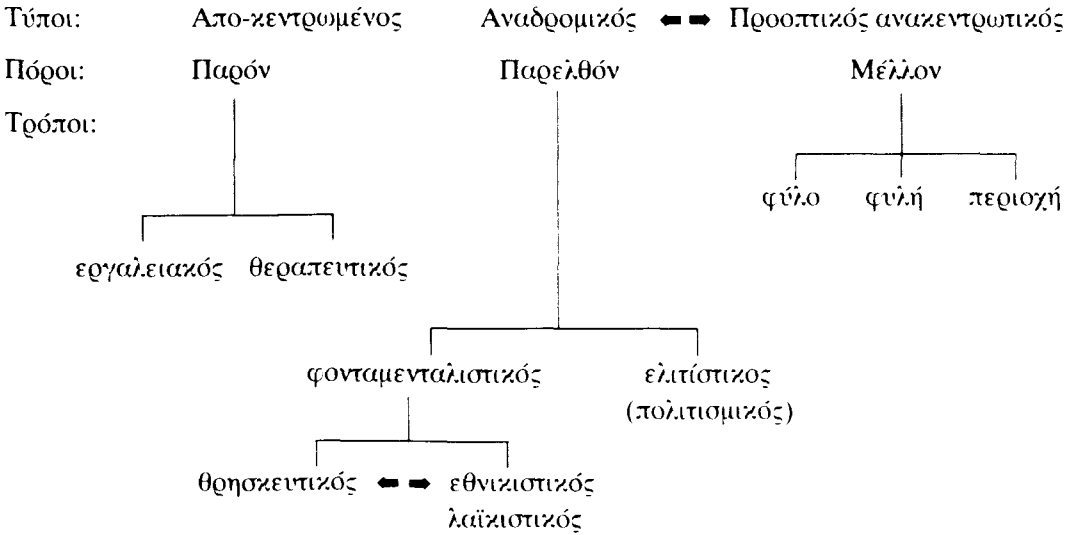 Τύποι: Απο-κεντρωμένος Αναδρομικός ⬅ ➡ Προοπτικός ανακεντρωτικός
Πόροι: Παρόν Παρελθόν Μέλλον
Τρόποι:
φύλο φυλή περιοχή
εργαλειακός θεραπευτικός
φονταμενταλιστικός ελιτίστικος
(πολιτισμικός)
θρησκευτικός ⬅ ➡ εθνικιστικός
λαϊκιστικός